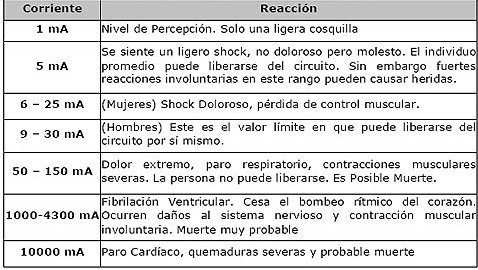 Corriente Reacción
1 mA Nivel de Percepción. Solo una ligera cosquilla
Se siente un ligero shock, no doloroso pero molesto. El individuo
5 mA promedio puede liberarse del circuito. Sin embargo fuertes
reacciones involuntarias en este rango pueden causar heridas.
6 – 25 mA (Mujeres) Shock Doloroso, pérdida de control muscular.
9 – 30 mA (Hombres) Este es el valor límite en que puede liberarse del
circuito por sí mismo.
50 – 150 mA Dolor extremo, paro respiratorio, contracciones musculares
severas. La persona no puede liberarse. Es Posible Muerte.
Fibrilación Ventricular. Cesa el bombeo rítmico del corazón.
1000-4300 mA Ocurren daños al sistema nervioso y contracción muscular
involuntaria. Muerte muy probable
10000 mA Paro Cardíaco, quemaduras severas y probable muerte